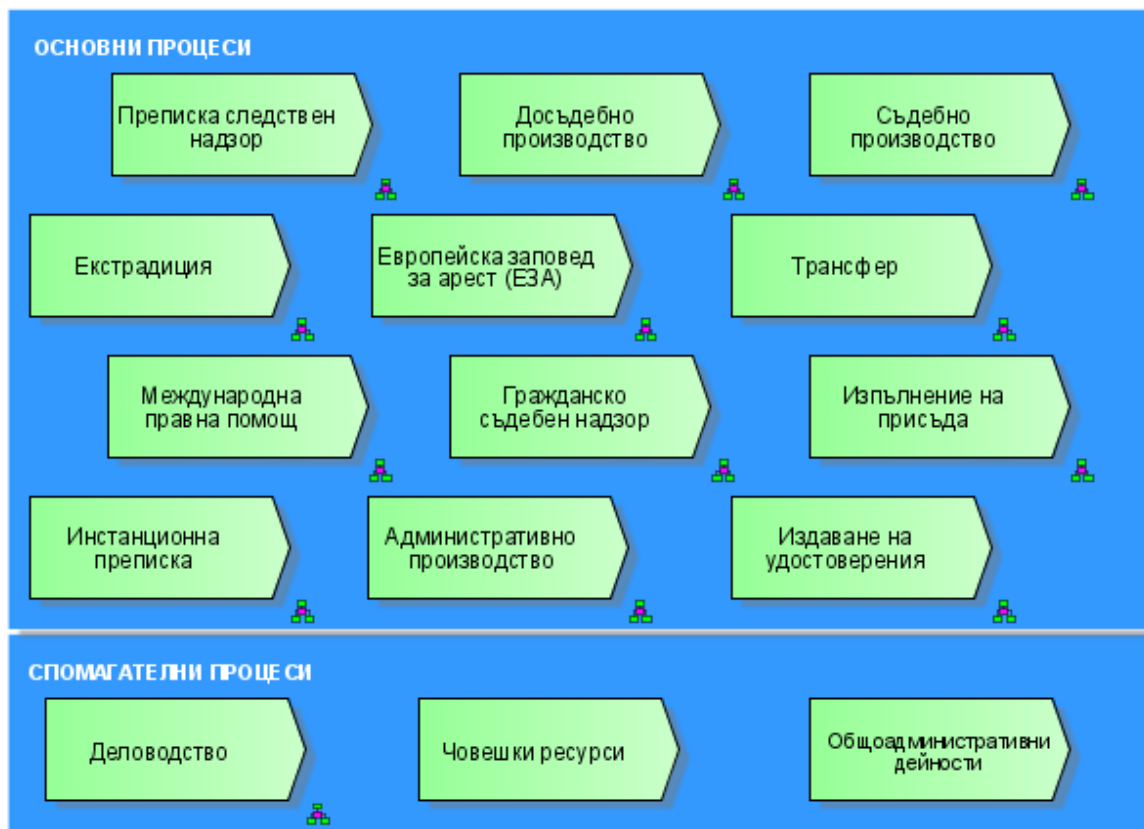 ОСНОВНИ ПРОЦЕСИ
Преписка следствен
надзор
Досъдебно
производство
Съдебно
производство
Екстрадиция
Европейска заповед
за арест (ЕЗА)
Трансфер
Международна
правна помощ
Гражданско
съдебен надзор
Изпълнение на
присъда
Инстанционна
преписка
Административно
производство
Издаване на
удостоверения
СПОМАГАТЕЛНИ ПРОЦЕСИ
Деловодство
Човешки ресурси
Общоадминистративни
дейности